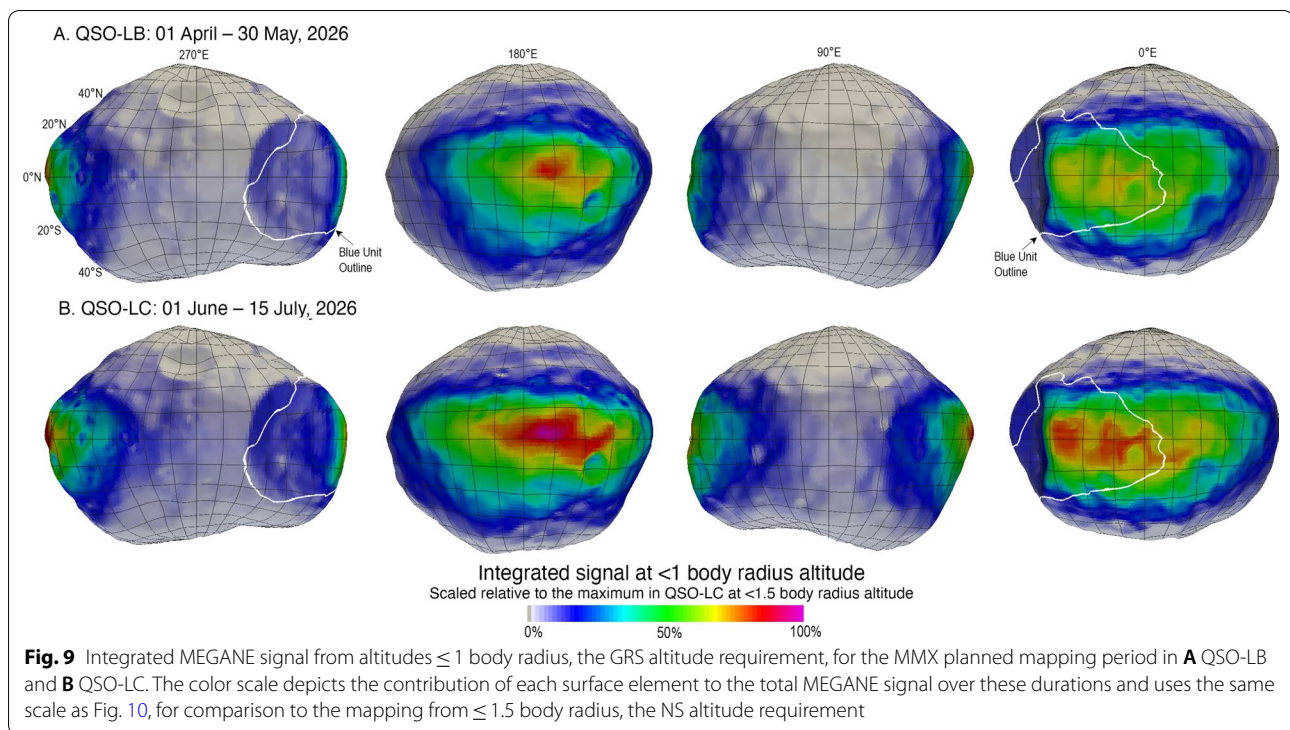 A. QSO-LB: 01 April – 30 May, 2026
270°E
180°E
90°E
0°E
40°N
20°N
0°N
20°S
40°S
Blue Unit
Outline
Blue Unit
Outline
B. QSO-LC: 01 June – 15 July, 2026
Integrated signal at <1 body radius altitude
Scaled relative to the maximum in QSO-LC at <1.5 body radius altitude
0%
50%
100%
Fig. 9 Integrated MEGANE signal from altitudes ≤ 1 body radius, the GRS altitude requirement, for the MMX planned mapping period in A QSO-LB
and B QSO-LC. The color scale depicts the contribution of each surface element to the total MEGANE signal over these durations and uses the same
scale as Fig. 10, for comparison to the mapping from ≤ 1.5 body radius, the NS altitude requirement